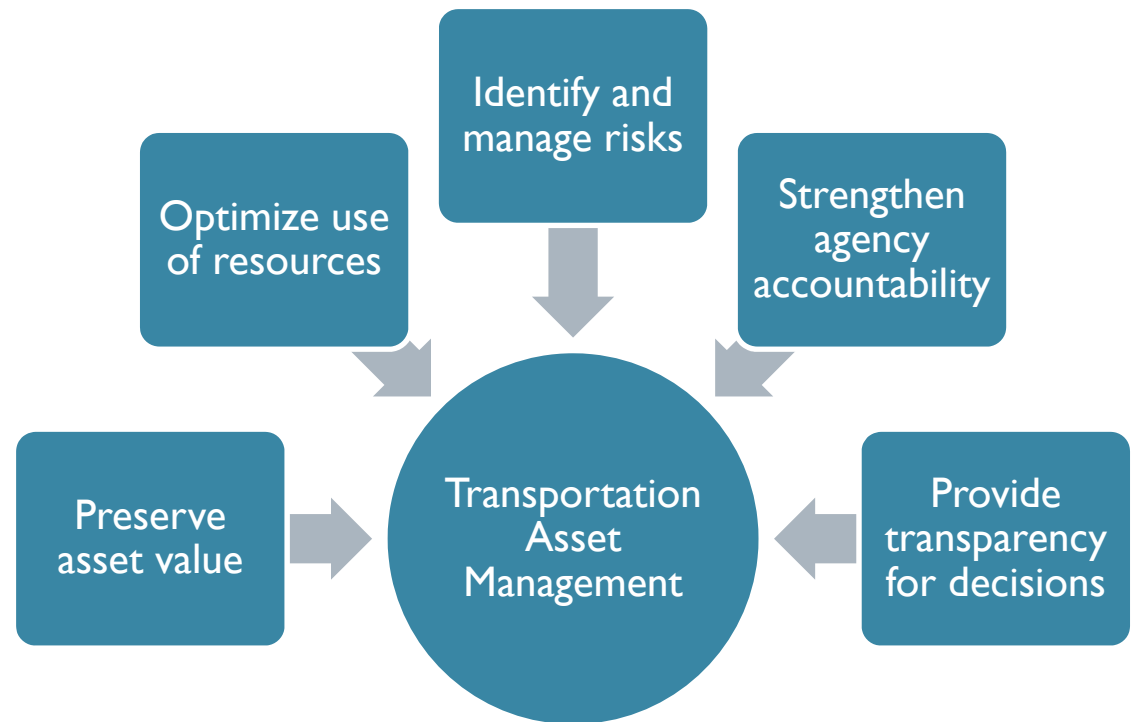 Identify and
manage risks
Optimize use
of resources
Strengthen
agency
accountability
Preserve
asset value
Transportation
Asset
Management
Provide
transparency
for decisions